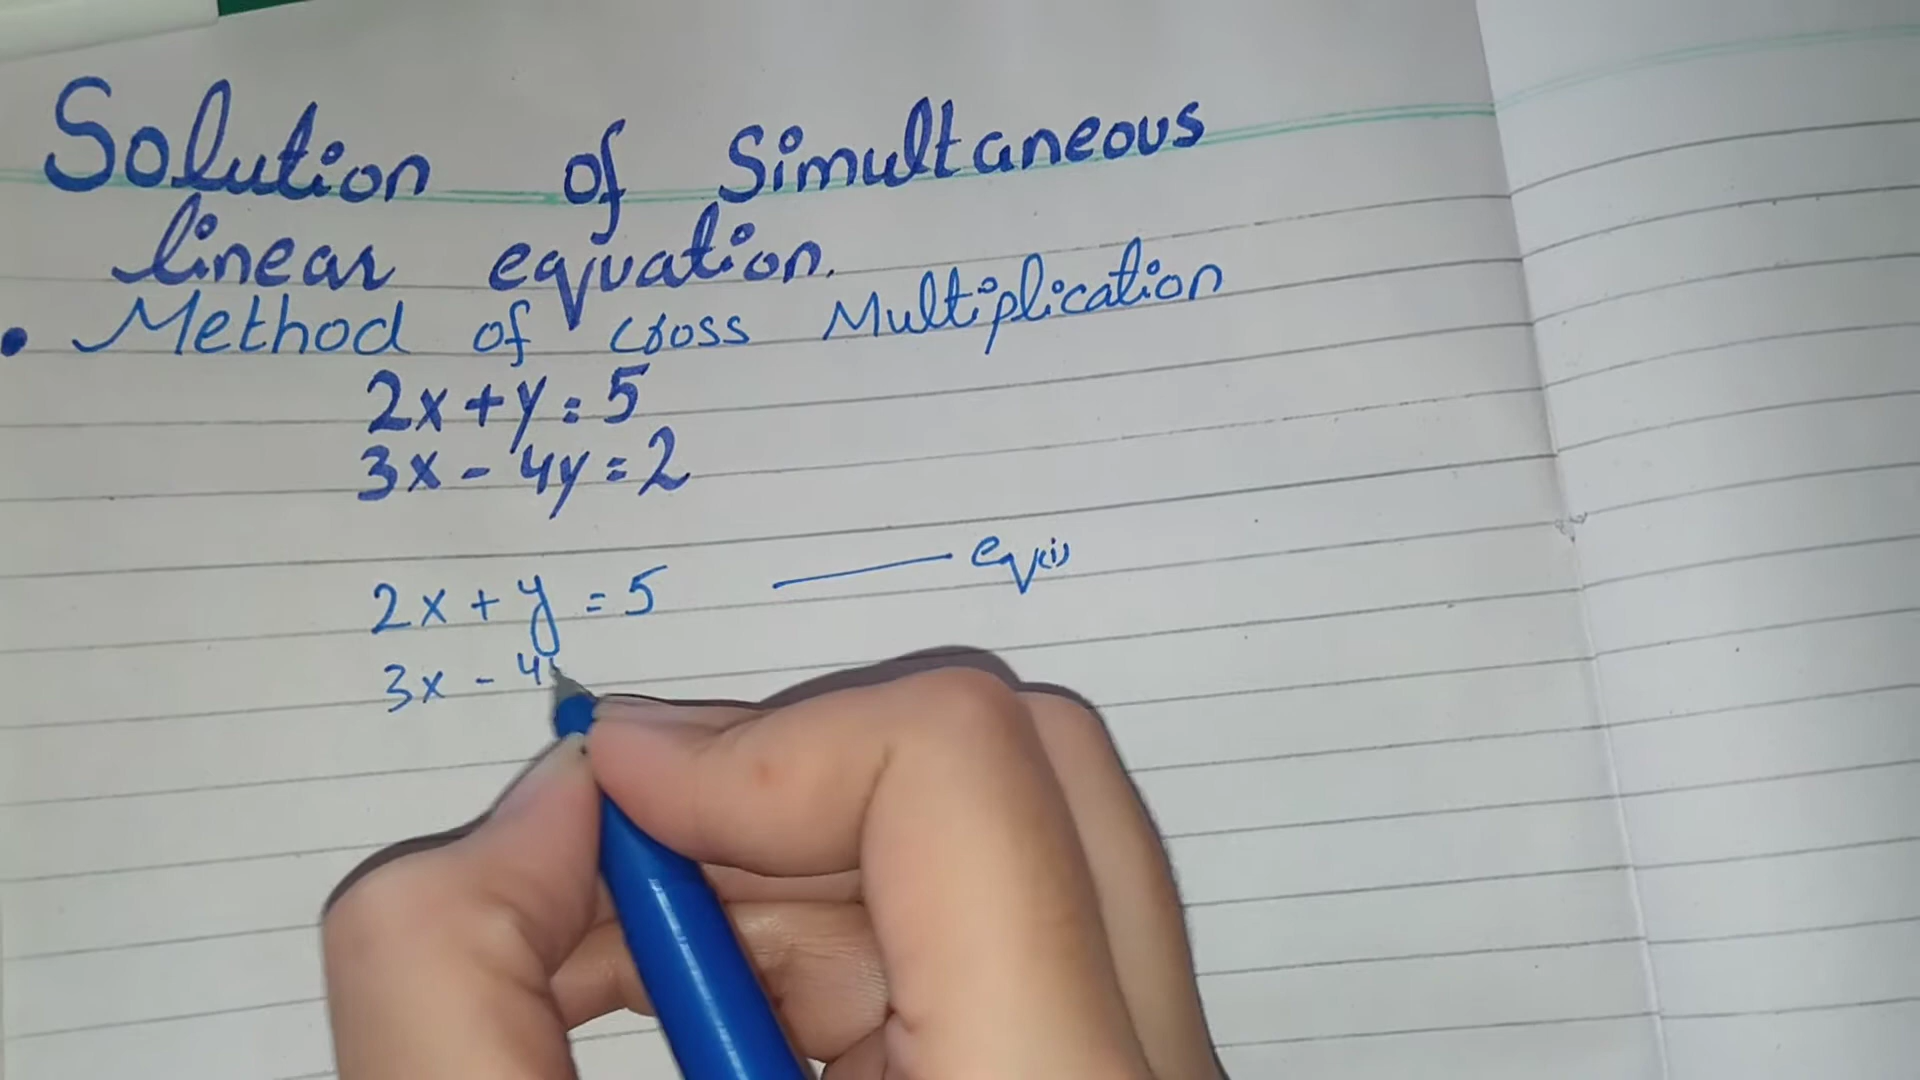 Solution of Simultaneous
linear equation.
• Method of cross Multiplication
2x+y=5
3x-4y=2
2x+y=5 —— eq(i)
3x-4